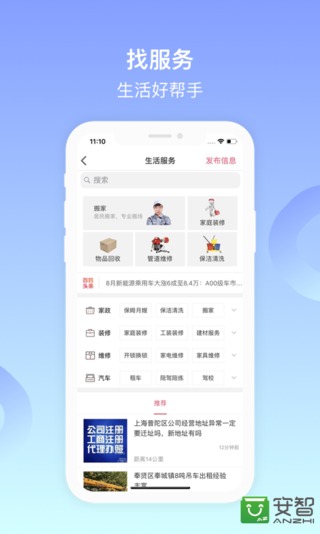 找服务
生活好帮手
11:10
生活服务
发布信息
搜索
搬家
居民搬家，专业搬场
家庭装修
物品回收
管道维修
保洁清洗
百姓头条
8月新能源乘用车大涨6成至8.4万：A00级车市...
家政 保姆月嫂 保洁清洗 搬家
装修 家庭装修 工装装修 建材服务
维修 开锁换锁 家电维修 家具维修
汽车 租车 陪驾陪练 驾校
推荐
公司注册
工商注册
代理办照
上海普陀区公司经营地址异常一定
要迁址吗，新地址有吗
12分钟前
距离14公里
奉贤区奉城镇8吨吊车出租经验
丰富
安智
ANZHI